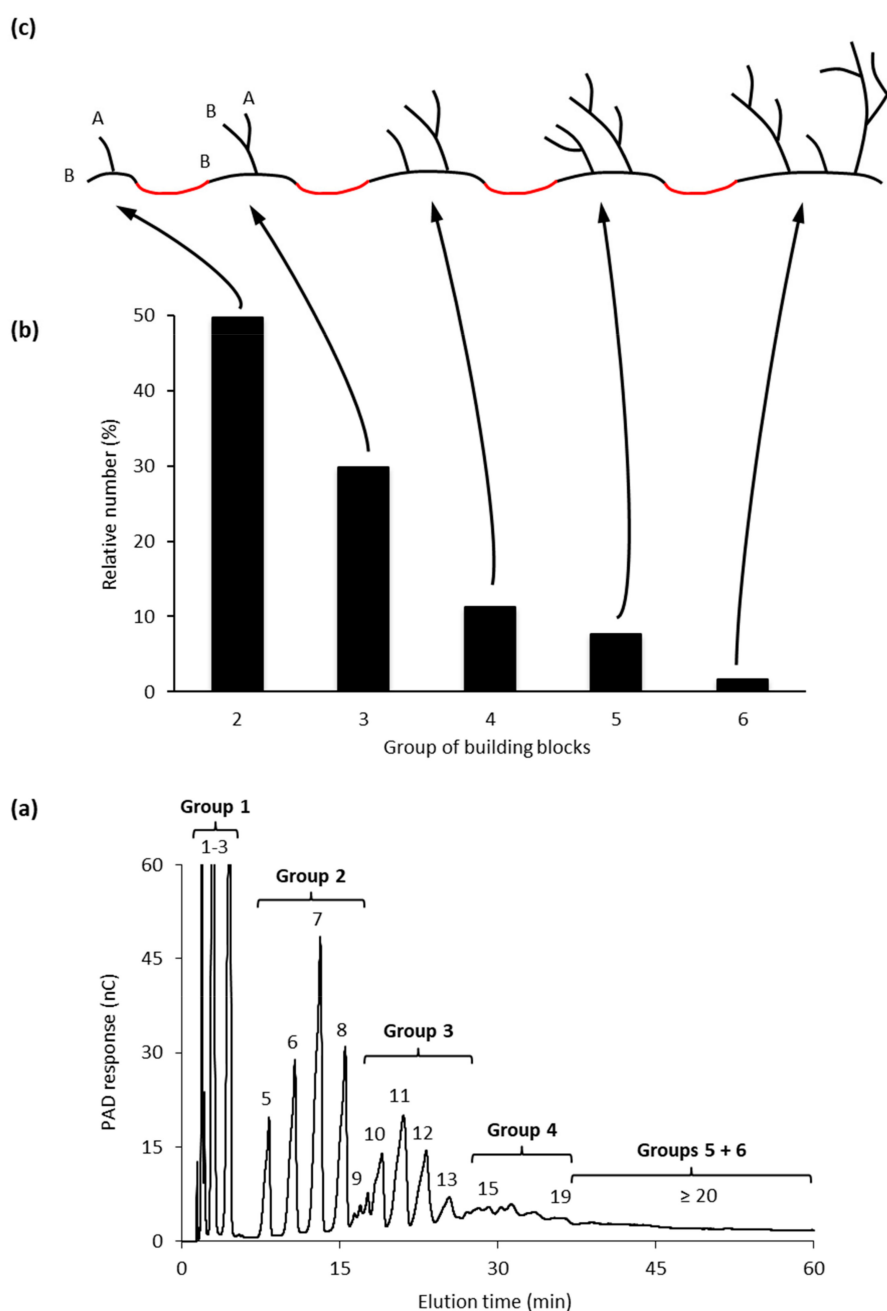 (c)
A
B
A
B
B
(b)
Relative number (%)
50
40
30
20
10
0
2 3 4 5 6
Group of building blocks
(a)
Group 1
1-3
Group 2
7
6
8
5
Group 3
11
10
12
9
13
Group 4
15
19
Groups 5 + 6
≥ 20
PAD response (nC)
60
45
30
15
0
0 15 30 45 60
Elution time (min)